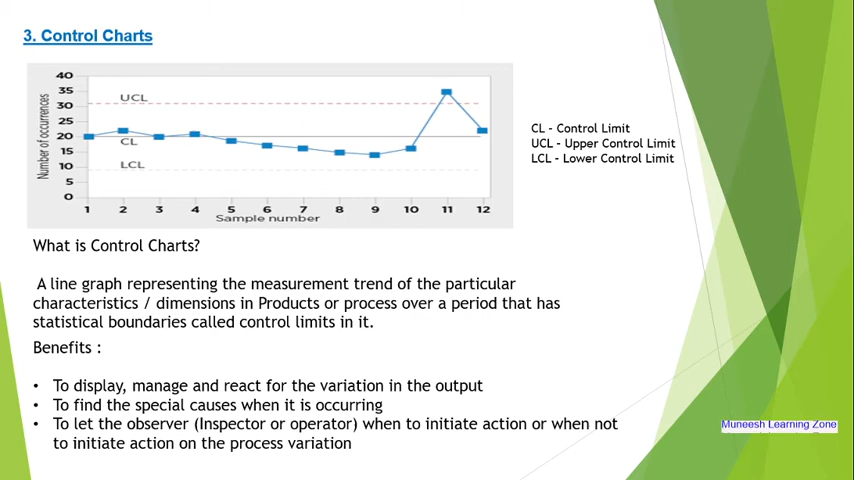 3. Control Charts
40
35
30
25
20
15
10
5
0
Number of occurrences
UCL
CL
LCL
1 2 3 4 5 6 7 8 9 10 11 12
Sample number
CL - Control Limit
UCL - Upper Control Limit
LCL - Lower Control Limit
What is Control Charts?
A line graph representing the measurement trend of the particular
characteristics / dimensions in Products or process over a period that has
statistical boundaries called control limits in it.
Benefits :
• To display, manage and react for the variation in the output
• To find the special causes when it is occurring
• To let the observer (Inspector or operator) when to initiate action or when not
to initiate action on the process variation
Muneesh Learning Zone